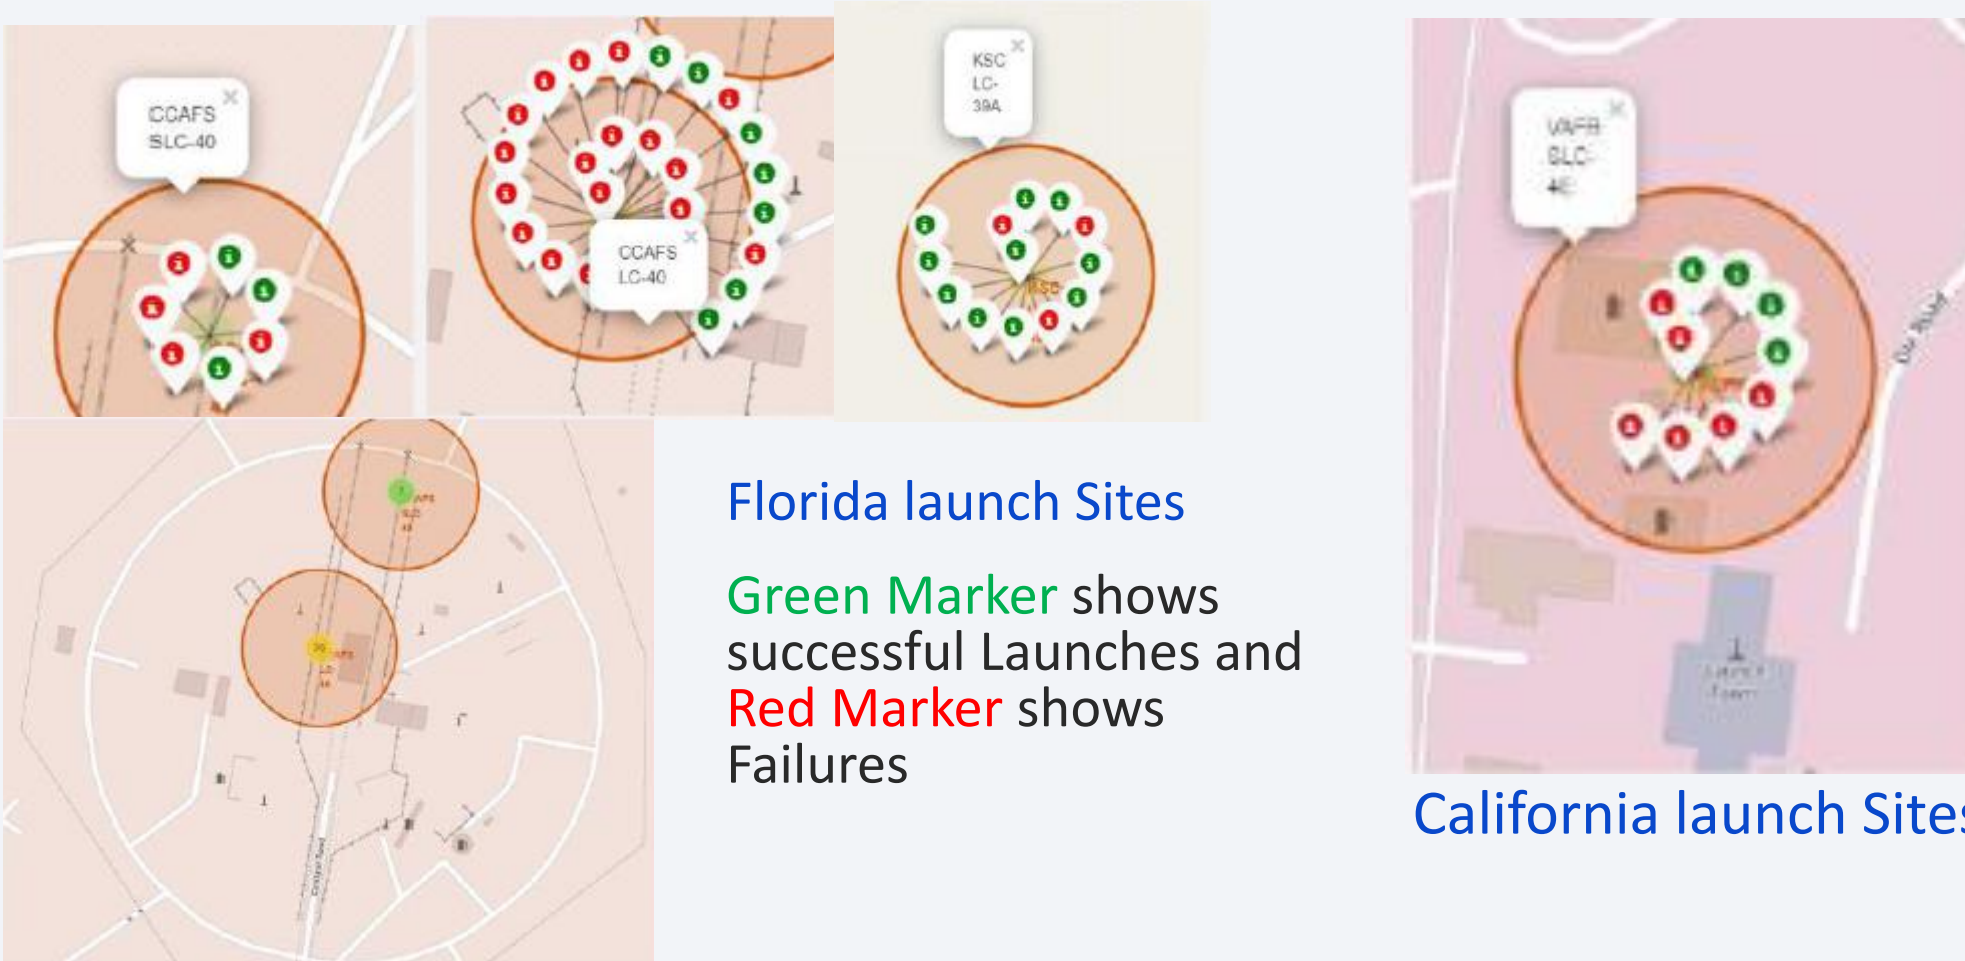 CCAFS
SLC-40
CCAFS
LC-40
KSC
LC-
39A
VAFB
SLC-
4E
KSC
Florida launch Sites
Green Marker shows
successful Launches and
Red Marker shows
Failures
California launch Sites